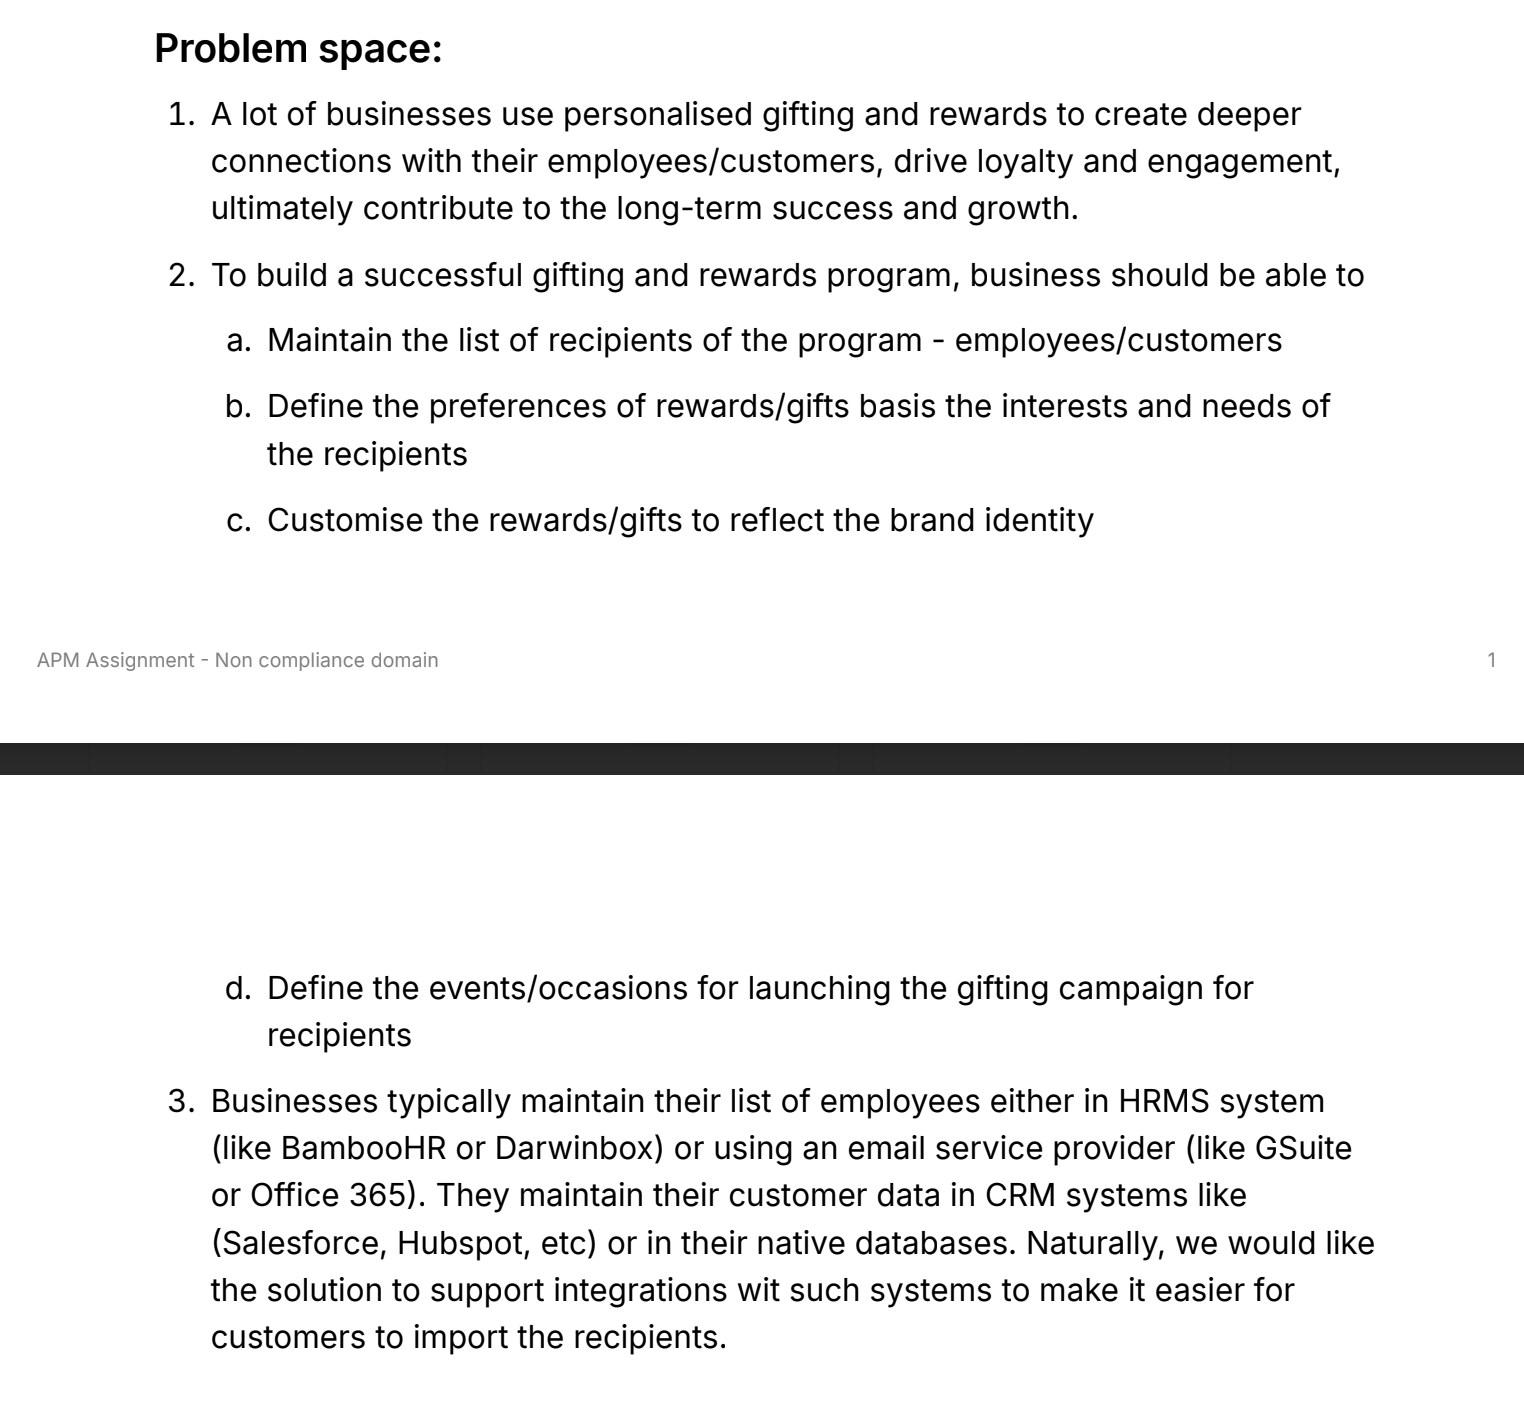 Problem space:
1. A lot of businesses use personalised gifting and rewards to create deeper
connections with their employees/customers, drive loyalty and engagement,
ultimately contribute to the long-term success and growth.
2. To build a successful gifting and rewards program, business should be able to
a. Maintain the list of recipients of the program - employees/customers
b. Define the preferences of rewards/gifts basis the interests and needs of
the recipients
c. Customise the rewards/gifts to reflect the brand identity
APM Assignment - Non compliance domain 1
d. Define the events/occasions for launching the gifting campaign for
recipients
3. Businesses typically maintain their list of employees either in HRMS system
(like BambooHR or Darwinbox) or using an email service provider (like GSuite
or Office 365). They maintain their customer data in CRM systems like
(Salesforce, Hubspot, etc) or in their native databases. Naturally, we would like
the solution to support integrations wit such systems to make it easier for
customers to import the recipients.